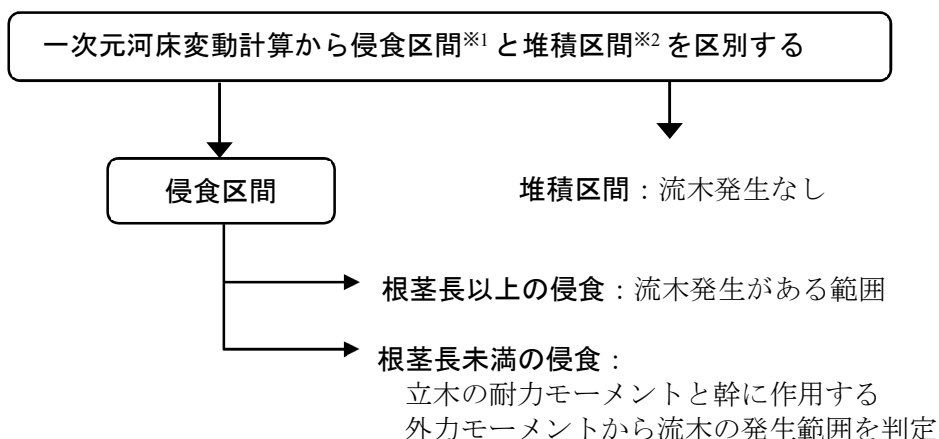 一次元河床変動計算から侵食区間※1 と堆積区間※2 を区別する
侵食区間
堆積区間：流木発生なし
根茎長以上の侵食：流木発生がある範囲
根茎長未満の侵食：
立木の耐力モーメントと幹に作用する
外力モーメントから流木の発生範囲を判定